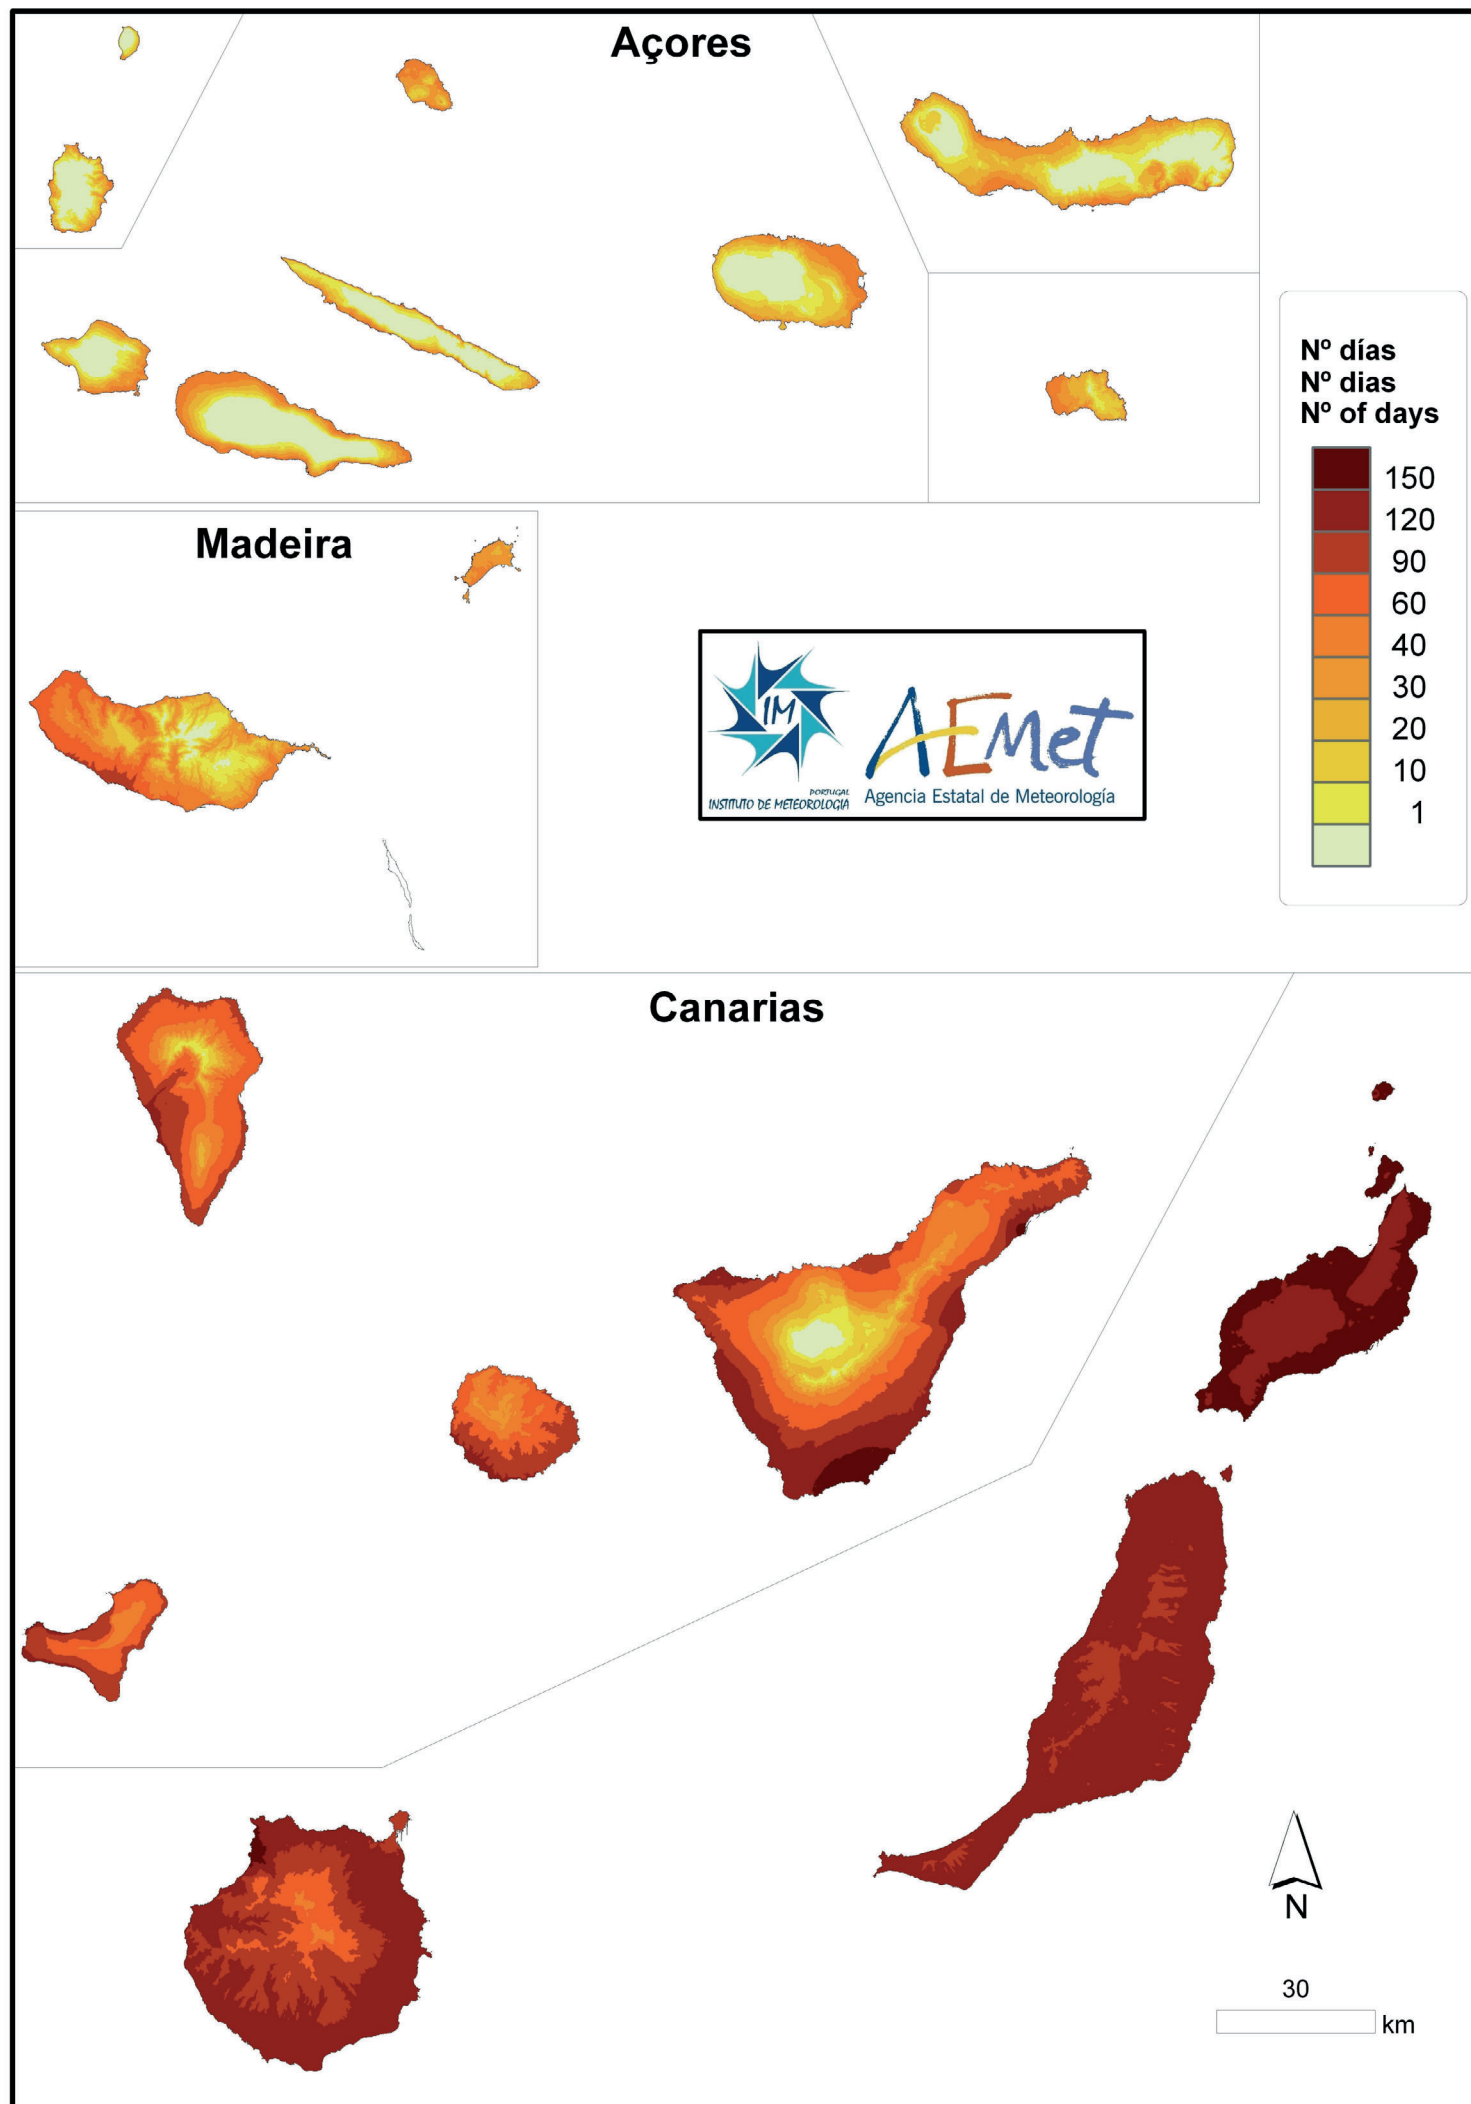 Açores
Nº días
Nº dias
Nº of days
150
120
90
60
40
30
20
10
1
Madeira
IM
PORTUGAL
INSTITUTO DE METEOROLOGIA
AEMet
Agencia Estatal de Meteorología
Canarias
N
30
km